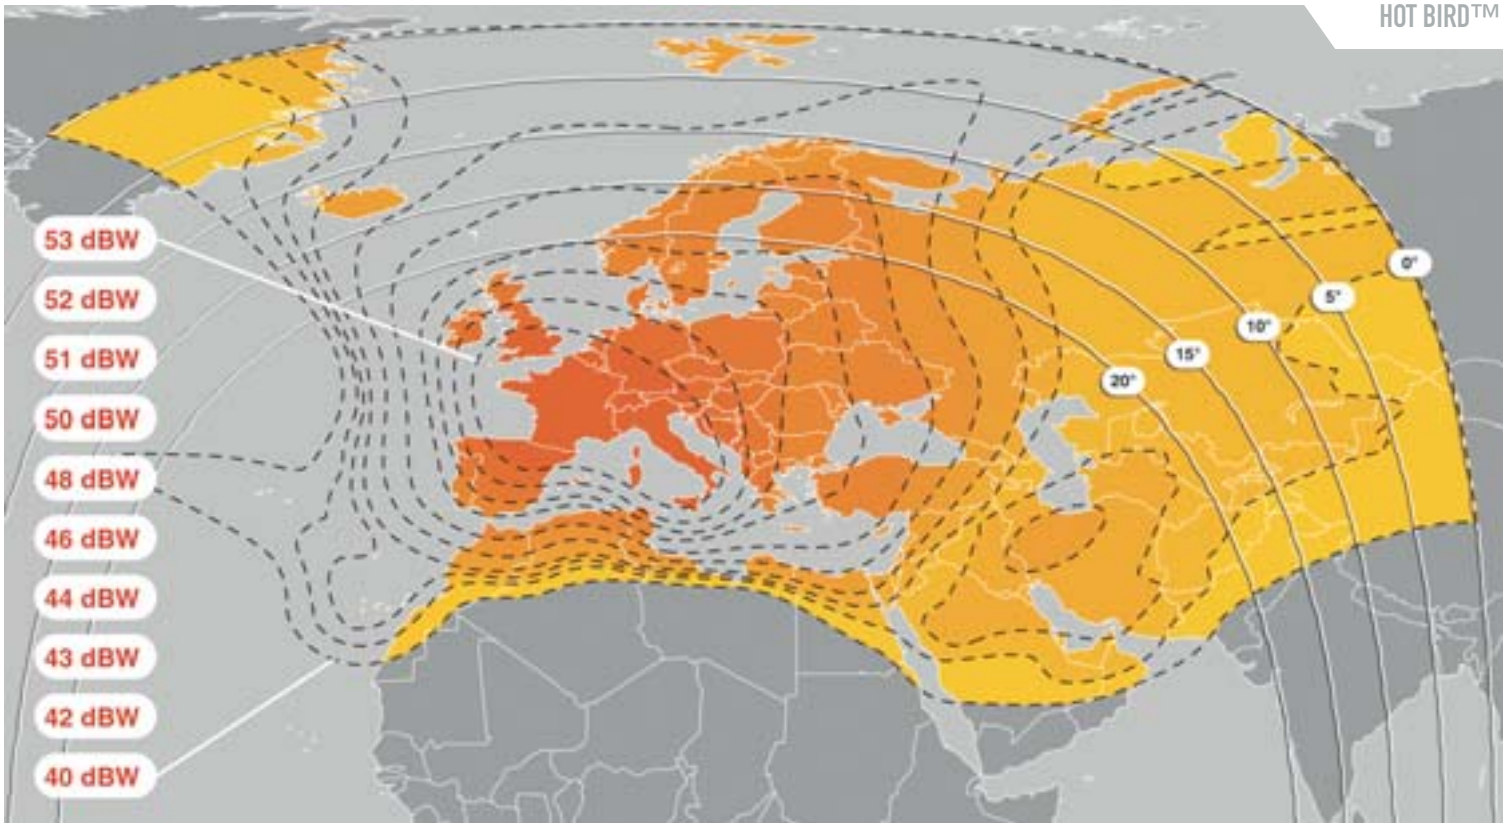 HOT BIRD™
53 dBW
52 dBW
51 dBW
50 dBW
48 dBW
46 dBW
44 dBW
43 dBW
42 dBW
40 dBW
0°
5°
10°
15°
20°